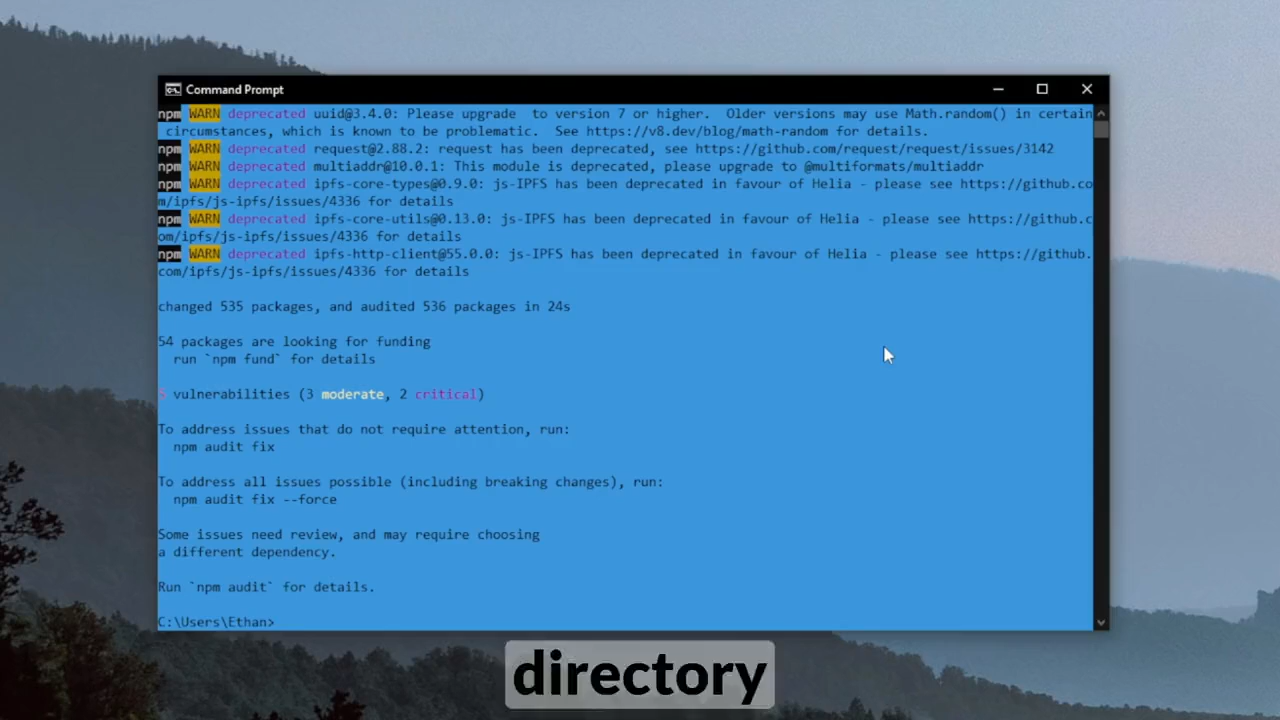 Command Prompt
npm WARN deprecated uuid@3.4.0: Please upgrade  to version 7 or higher.  Older versions may use Math.random() in certain
 circumstances, which is known to be problematic.  See https://v8.dev/blog/math-random for details.
npm WARN deprecated request@2.88.2: request has been deprecated, see https://github.com/request/request/issues/3142
npm WARN deprecated multiaddr@10.0.1: This module is deprecated, please upgrade to @multiformats/multiaddr
npm WARN deprecated ipfs-core-types@0.9.0: js-IPFS has been deprecated in favour of Helia - please see https://github.co
m/ipfs/js-ipfs/issues/4336 for details
npm WARN deprecated ipfs-core-utils@0.13.0: js-IPFS has been deprecated in favour of Helia - please see https://github.c
om/ipfs/js-ipfs/issues/4336 for details
npm WARN deprecated ipfs-http-client@55.0.0: js-IPFS has been deprecated in favour of Helia - please see https://github.
com/ipfs/js-ipfs/issues/4336 for details
changed 535 packages, and audited 536 packages in 24s
54 packages are looking for funding
run `npm fund` for details
5 vulnerabilities (3 moderate, 2 critical)
To address issues that do not require attention, run:
npm audit fix
To address all issues possible (including breaking changes), run:
npm audit fix --force
Some issues need review, and may require choosing
a different dependency.
Run `npm audit` for details.
C:\Users\Ethan>
directory